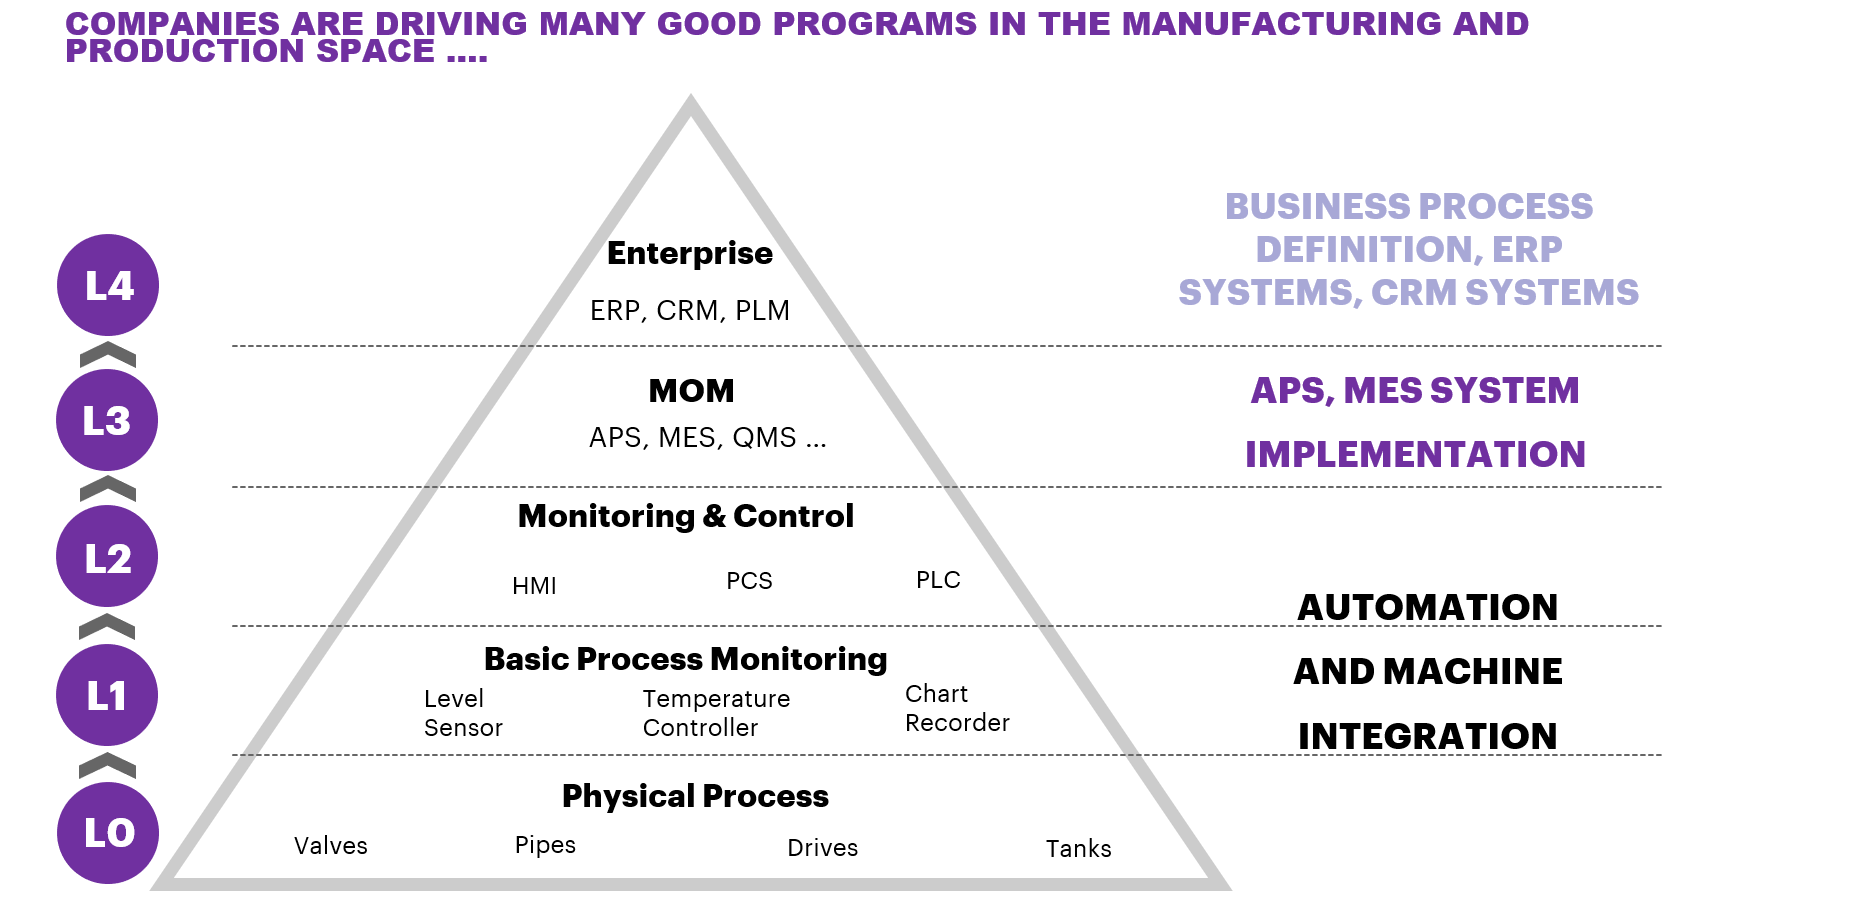 COMPANIES ARE DRIVING MANY GOOD PROGRAMS IN THE MANUFACTURING AND
PRODUCTION SPACE ....
L4
Enterprise
ERP, CRM, PLM
BUSINESS PROCESS
DEFINITION, ERP
SYSTEMS, CRM SYSTEMS
L3
MOM
APS, MES, QMS ...
APS, MES SYSTEM
IMPLEMENTATION
L2
Monitoring & Control
HMI
PCS
PLC
L1
Basic Process Monitoring
Level
Sensor
Temperature
Controller
Chart
Recorder
AUTOMATION
AND MACHINE
INTEGRATION
L0
Physical Process
Valves
Pipes
Drives
Tanks